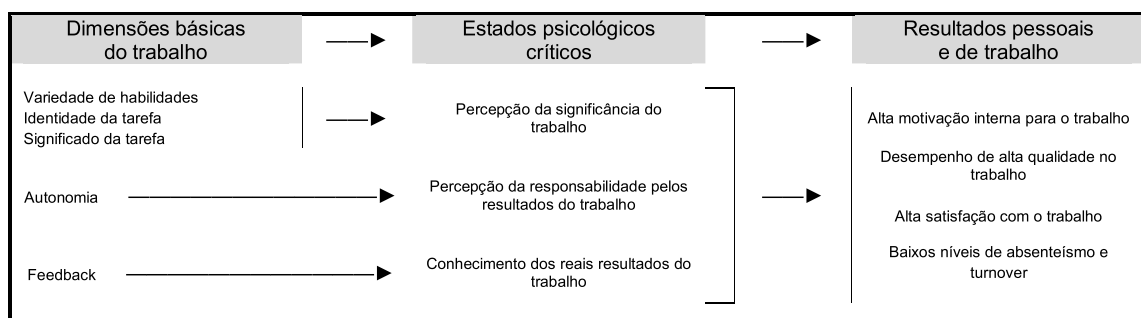 Dimensões básicas
do trabalho
Estados psicológicos
críticos
Resultados pessoais
e de trabalho
Variedade de habilidades
Identidade da tarefa
Significado da tarefa
Percepção da significância do
trabalho
Autonomia
Percepção da responsabilidade pelos
resultados do trabalho
Feedback
Conhecimento dos reais resultados do
trabalho
Alta motivação interna para o trabalho
Desempenho de alta qualidade no
trabalho
Alta satisfação com o trabalho
Baixos níveis de absenteísmo e
turnover